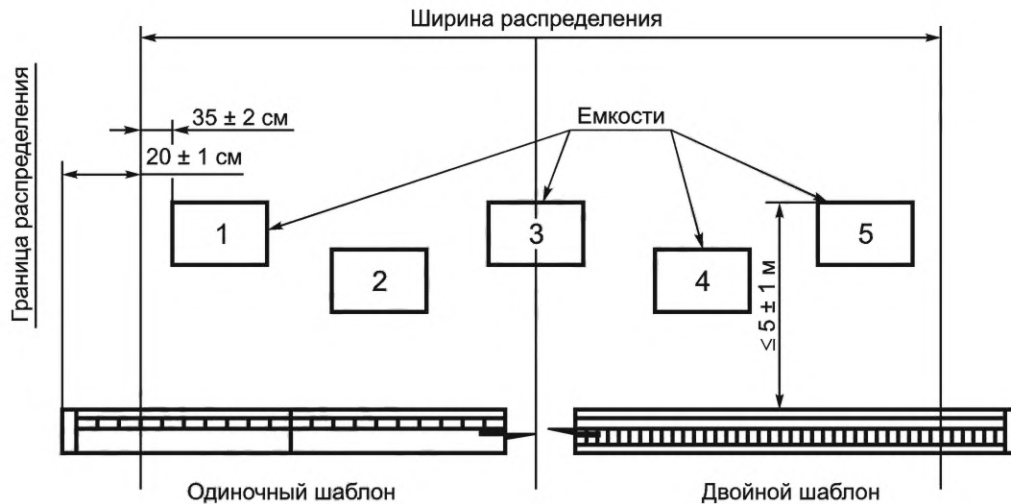 Ширина распределения
Граница распределения
35 ± 2 см
Емкости
20 ± 1 см
1
3
5
2
4
≤ 5 ± 1 м
Одиночный шаблон
Двойной шаблон